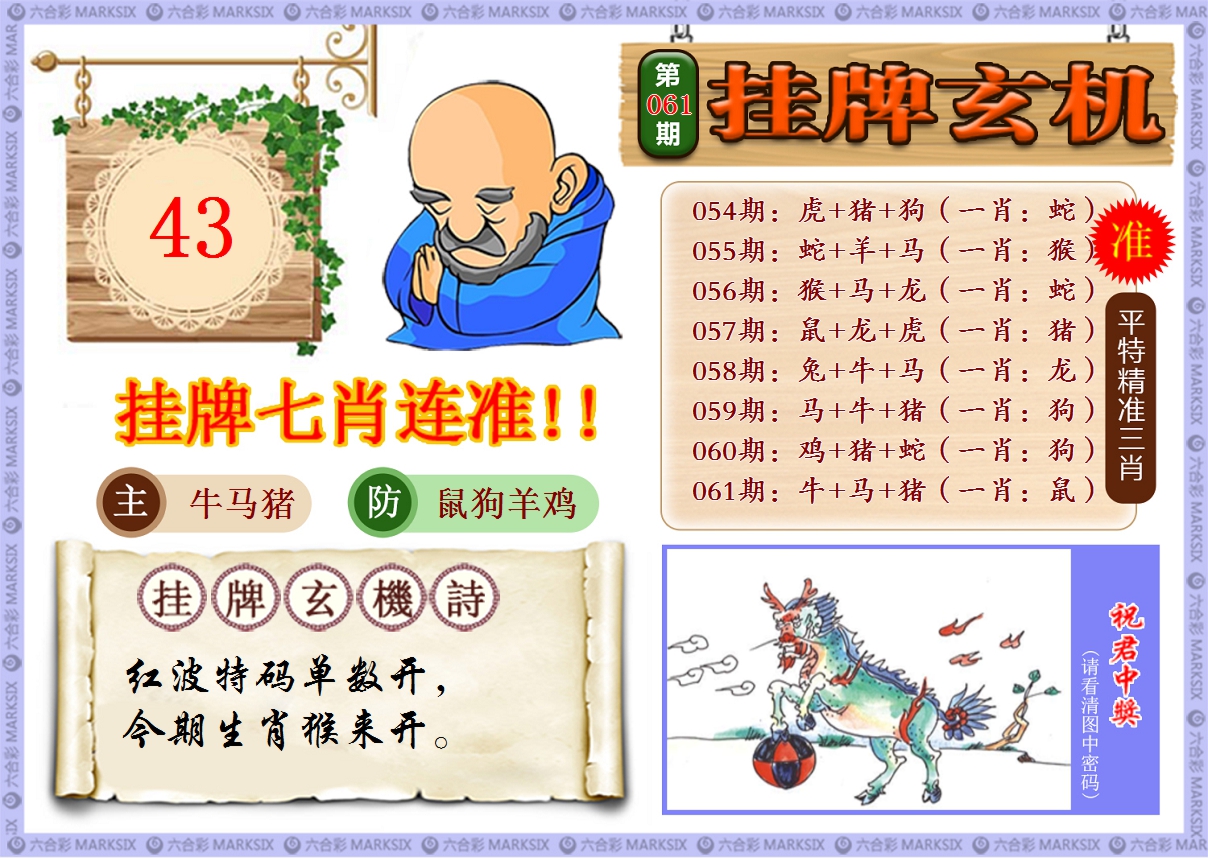 六合彩 MARKSIX
第
061
期
挂牌玄机
43
054期：虎+猪+狗（一肖：蛇）
055期：蛇+羊+马（一肖：猴）
056期：猴+马+龙（一肖：蛇）
057期：鼠+龙+虎（一肖：猪）
058期：兔+牛+马（一肖：龙）
059期：马+牛+猪（一肖：狗）
060期：鸡+猪+蛇（一肖：狗）
061期：牛+马+猪（一肖：鼠）
准
平特精准三肖
挂牌七肖连准!!
主 牛马猪 防 鼠狗羊鸡
挂牌玄機詩
红波特码单数开，
今期生肖猴来开。
祝君中奖
（请看清图中密码）